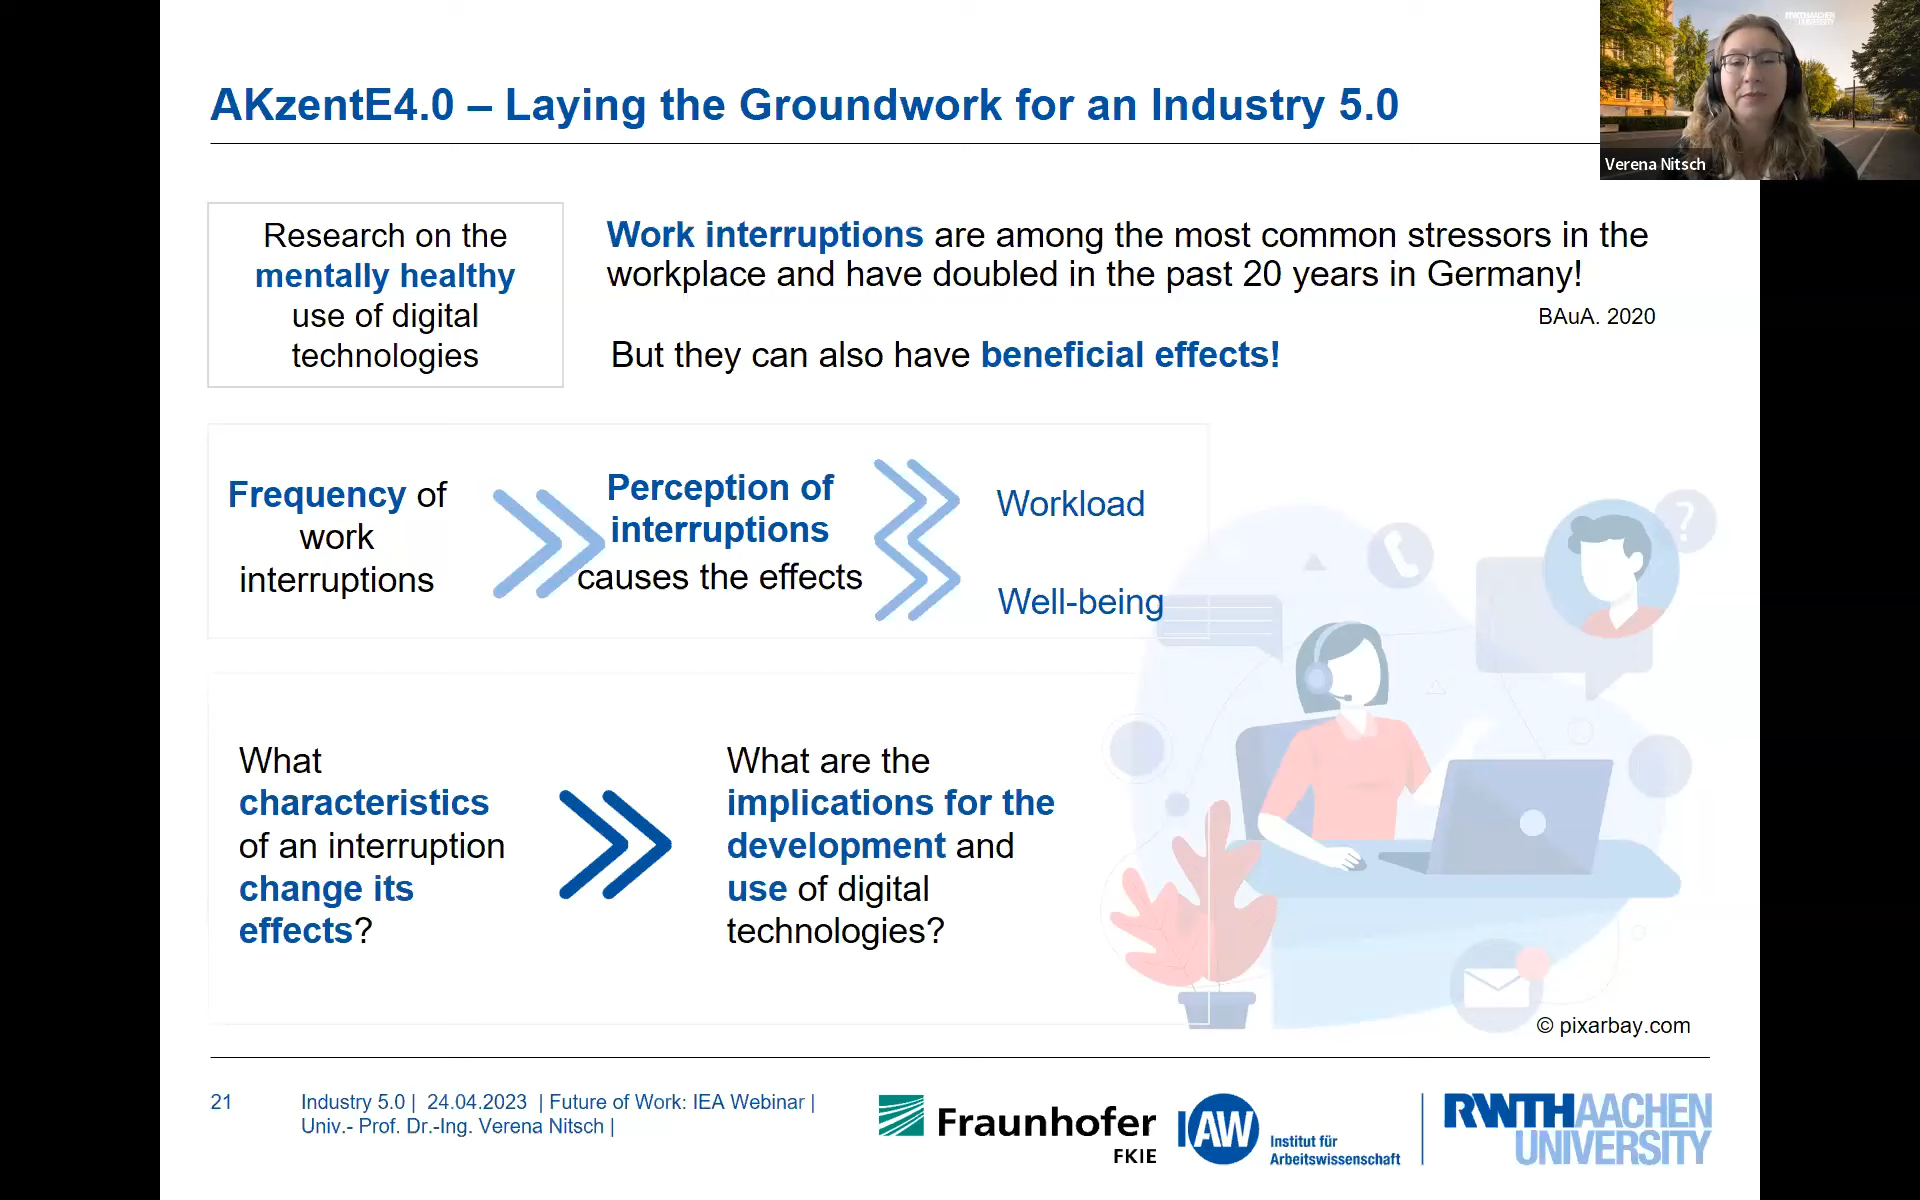 AKzentE4.0 – Laying the Groundwork for an Industry 5.0
RWTHAACHEN
UNIVERSITY
Verena Nitsch
Research on the
mentally healthy
use of digital
technologies
Work interruptions are among the most common stressors in the
workplace and have doubled in the past 20 years in Germany!
BAuA. 2020
But they can also have beneficial effects!
Frequency of
work
interruptions
Perception of
interruptions
causes the effects
Workload
Well-being
What
characteristics
of an interruption
change its
effects?
What are the
implications for the
development and
use of digital
technologies?
?
© pixarbay.com
21
Industry 5.0 | 24.04.2023 | Future of Work: IEA Webinar |
Univ.- Prof. Dr.-Ing. Verena Nitsch |
Fraunhofer
FKIE
IAW
Institut für
Arbeitswissenschaft
RWTHAACHEN
UNIVERSITY